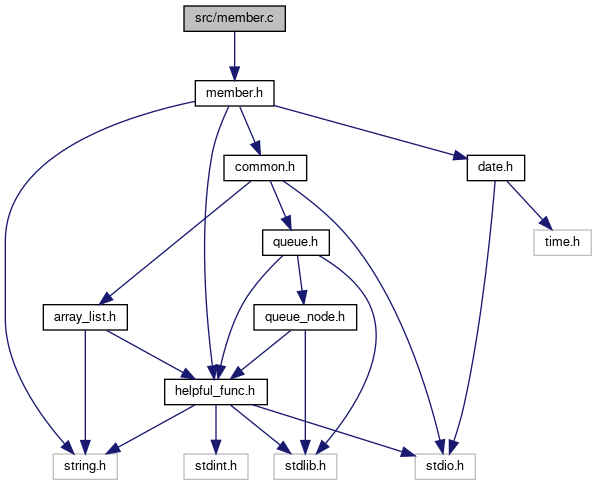 src/member.c
member.h
common.h
date.h
queue.h
time.h
array_list.h
queue_node.h
helpful_func.h
string.h
stdint.h
stdlib.h
stdio.h